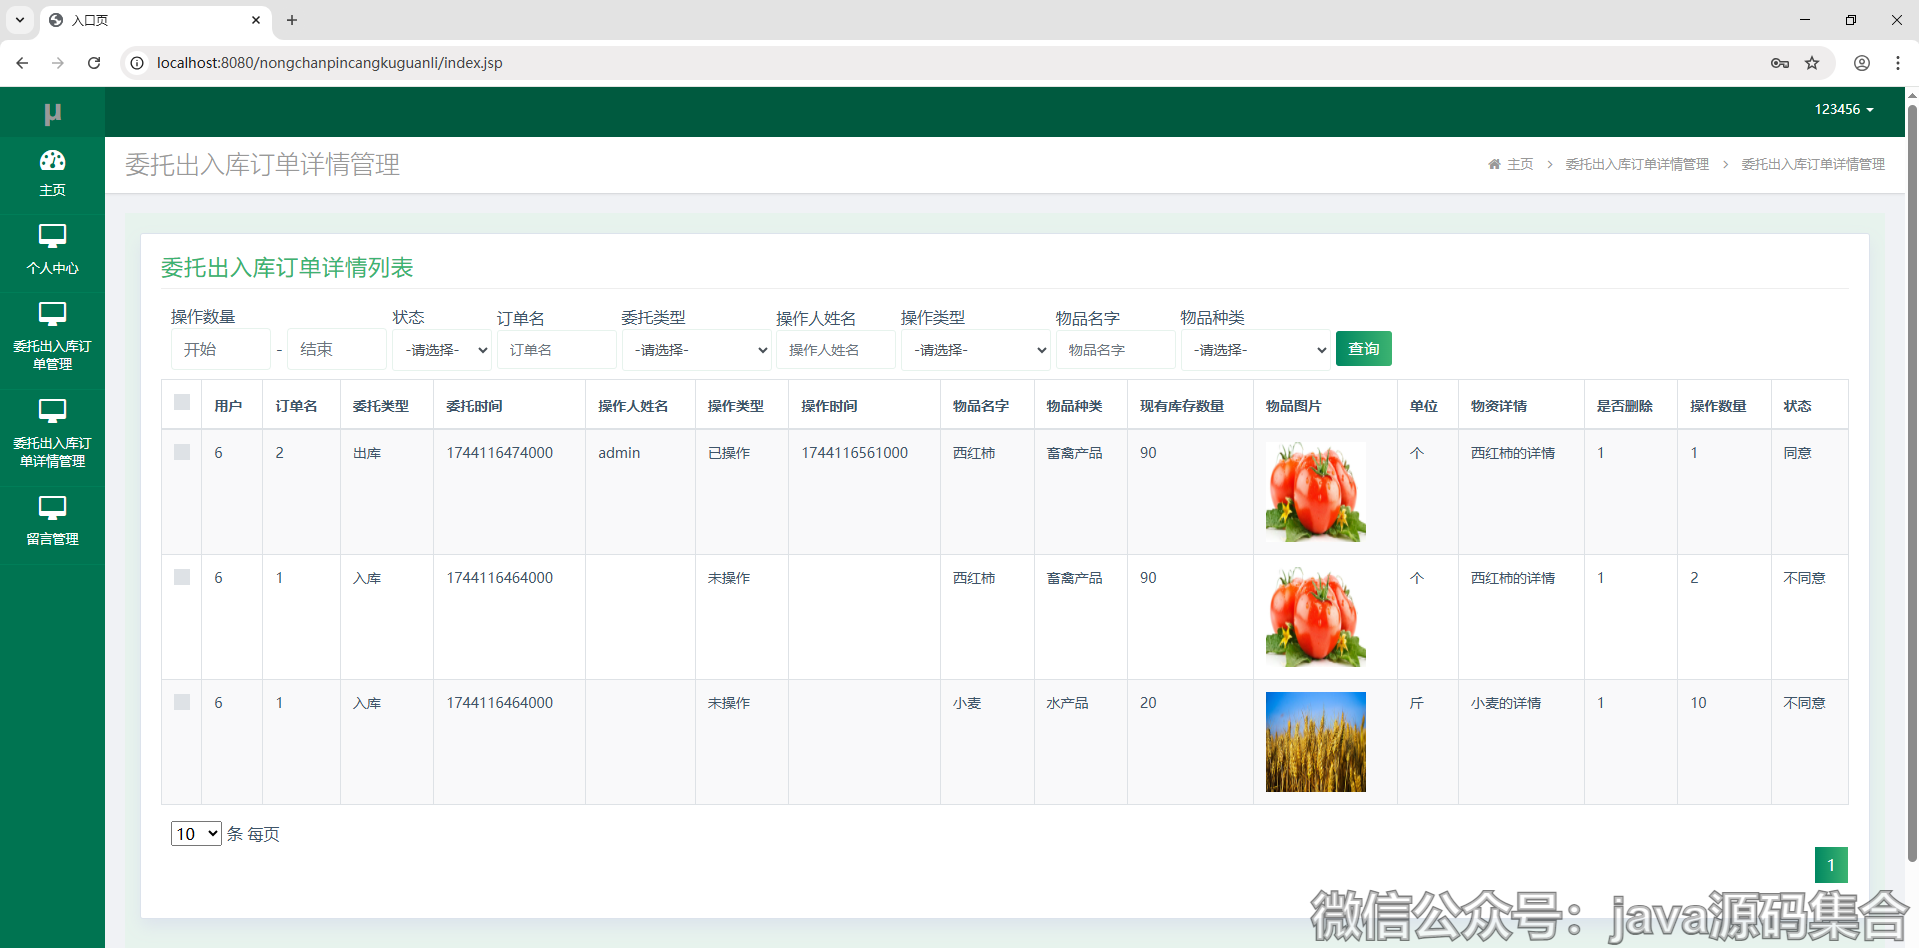 入口页
localhost:8080/nongchanpincangkuguanli/index.jsp
µ
123456
主页
个人中心
委托出入库订
单管理
委托出入库订
单详情管理
留言管理
委托出入库订单详情管理
主页 > 委托出入库订单详情管理 > 委托出入库订单详情管理
委托出入库订单详情列表
操作数量 状态 订单名 委托类型 操作人姓名 操作类型 物品名字 物品种类
开始 - 结束 -请选择- 订单名 -请选择- 操作人姓名 -请选择- 物品名字 -请选择- 查询
用户 订单名 委托类型 委托时间 操作人姓名 操作类型 操作时间 物品名字 物品种类 现有库存数量 物品图片 单位 物资详情 是否删除 操作数量 状态
6 2 出库 1744116474000 admin 已操作 1744116561000 西红柿 畜禽产品 90 个 西红柿的详情 1 1 同意
6 1 入库 1744116464000 未操作 西红柿 畜禽产品 90 个 西红柿的详情 1 2 不同意
6 1 入库 1744116464000 未操作 小麦 水产品 20 斤 小麦的详情 1 10 不同意
10 条 每页
1
微信公众号：java源码集合